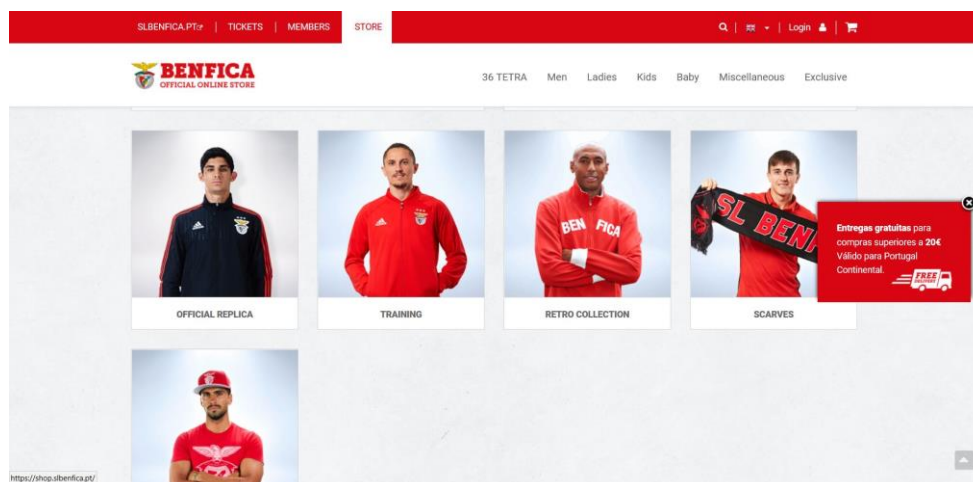 SLBENFICA.PT | TICKETS | MEMBERS STORE
Login
BENFICA
OFFICIAL ONLINE STORE
36 TETRA Men Ladies Kids Baby Miscellaneous Exclusive
BEN FICA
SL BENF
OFFICIAL REPLICA
TRAINING
RETRO COLLECTION
SCARVES
Entregas gratuitas para
compras superiores a 20€
Válido para Portugal
Continental.
FREE
DELIVERY
https://shop.slbenfica.pt/